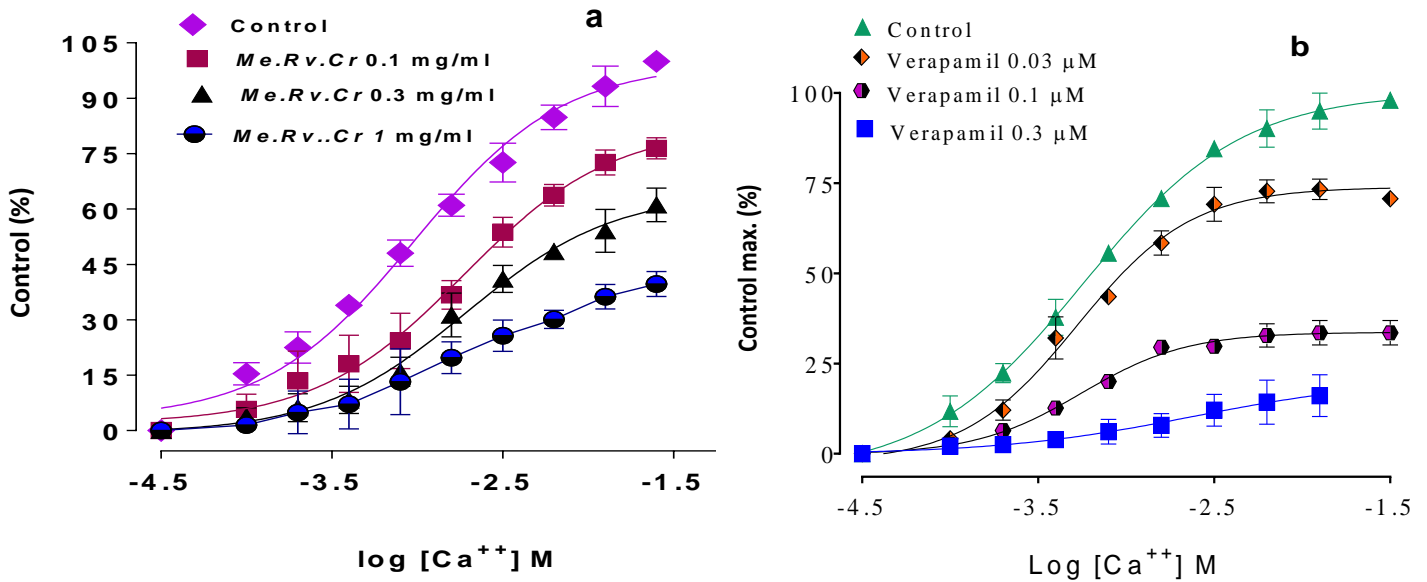 a
Control
Me.Rv.Cr 0.1 mg/ml
Me.Rv.Cr 0.3 mg/ml
Me.Rv..Cr 1 mg/ml
105
90
75
60
45
30
15
0
Control (%)
-4.5 -3.5 -2.5 -1.5
log [Ca++] M
b
Control
Verapamil 0.03 µM
Verapamil 0.1 µM
Verapamil 0.3 µM
100
75
50
25
0
Control max. (%)
-4.5 -3.5 -2.5 -1.5
Log [Ca++] M